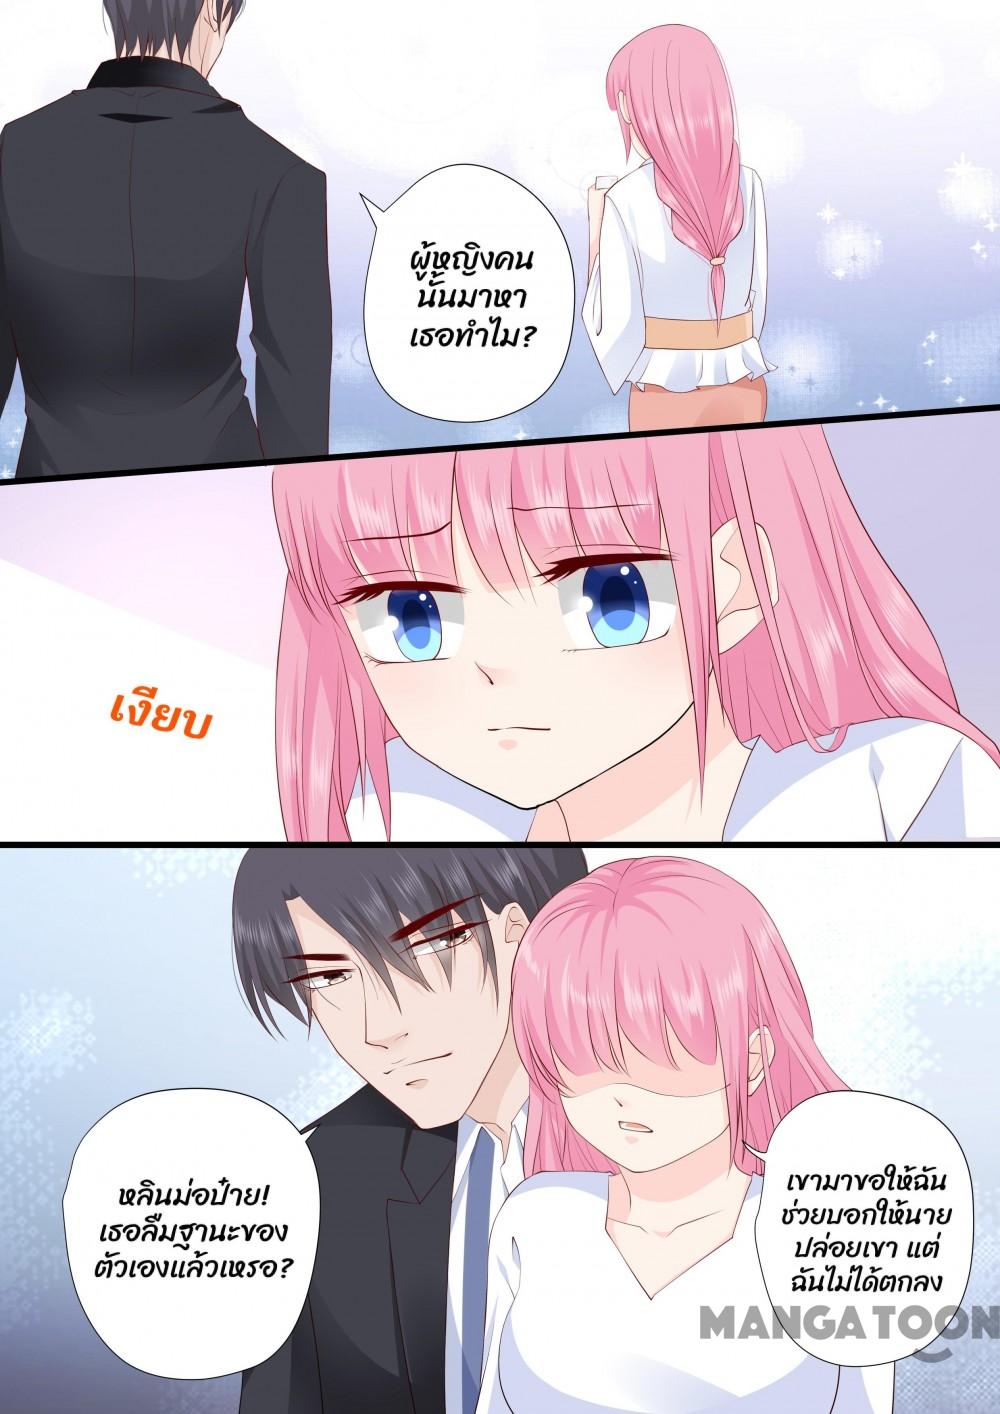 ผู้หญิงคน
นั้นมาหา
เธอทำไม?
เงียบ
หลินม่อป๋าย!
เธอลืมฐานะของ
ตัวเองแล้วเหรอ?
เขามาขอให้ฉัน
ช่วยบอกให้นาย
ปล่อยเขา แต่
ฉันไม่ได้ตกลง
MANGATOON